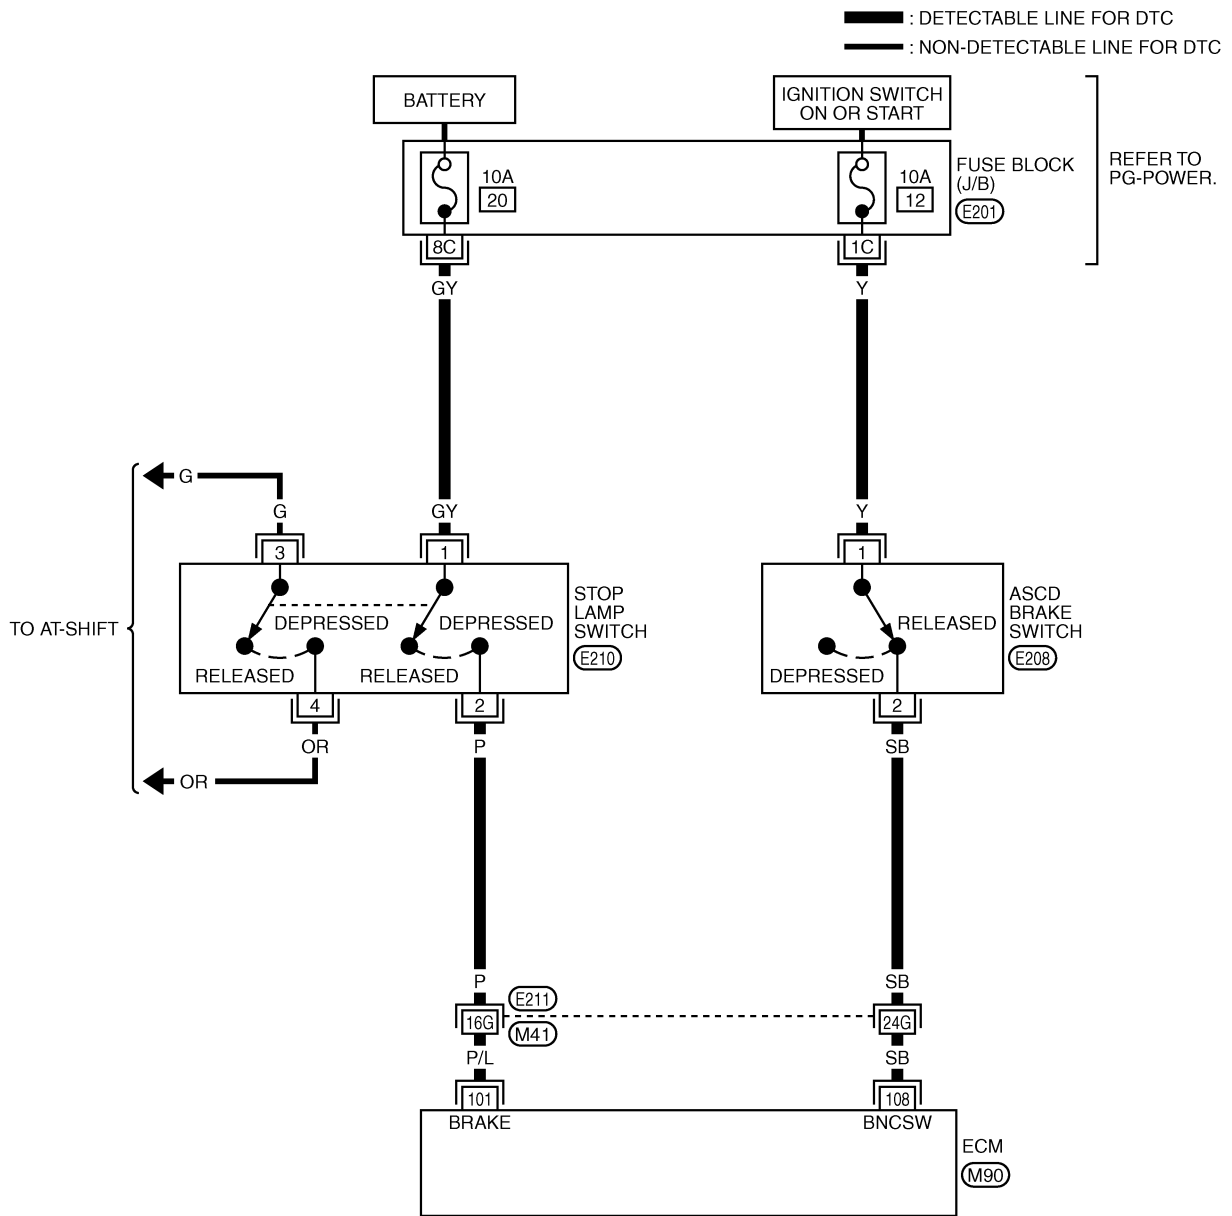 : DETECTABLE LINE FOR DTC
: NON-DETECTABLE LINE FOR DTC
BATTERY
IGNITION SWITCH
ON OR START
10A
20
10A
12
FUSE BLOCK
(J/B)
E201
REFER TO
PG-POWER.
8C
1C
GY
Y
G
G
GY
Y
3
1
1
TO AT-SHIFT
DEPRESSED
DEPRESSED
RELEASED
RELEASED
STOP
LAMP
SWITCH
E210
RELEASED
DEPRESSED
ASCD
BRAKE
SWITCH
E208
4
2
2
OR
P
SB
OR
P
SB
E211
16G
M41
24G
P/L
SB
101
108
BRAKE
BNCSW
ECM
M90